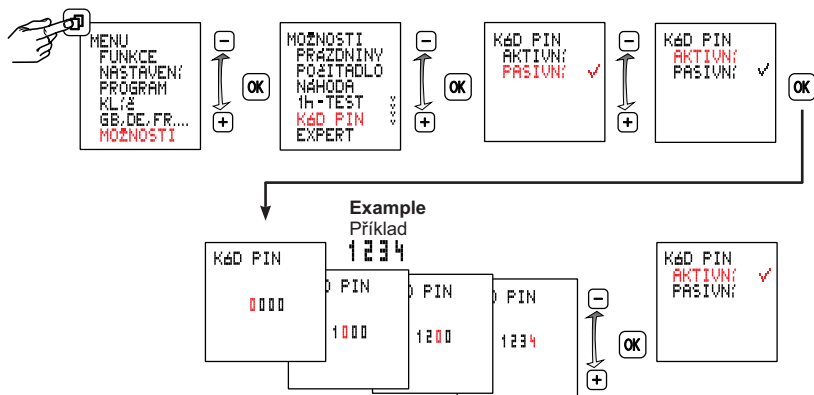 MENU
FUNKCE
NASTAVENÍ
PROGRAM
KLÍČ
GB,DE,FR....
MOŽNOSTI
−
OK
+
MOŽNOSTI
PRÁZDNINY
POČITADLO
NÁHODA
1h-TEST
KÓD PIN
EXPERT
−
OK
+
KÓD PIN
AKTIVNÍ
PASIVNÍ ✓
−
+
KÓD PIN
AKTIVNÍ
PASIVNÍ ✓
OK
Example
Příklad
1234
KÓD PIN
0000
D PIN
1000
D PIN
1200
D PIN
1234
−
OK
+
KÓD PIN
AKTIVNÍ ✓
PASIVNÍ